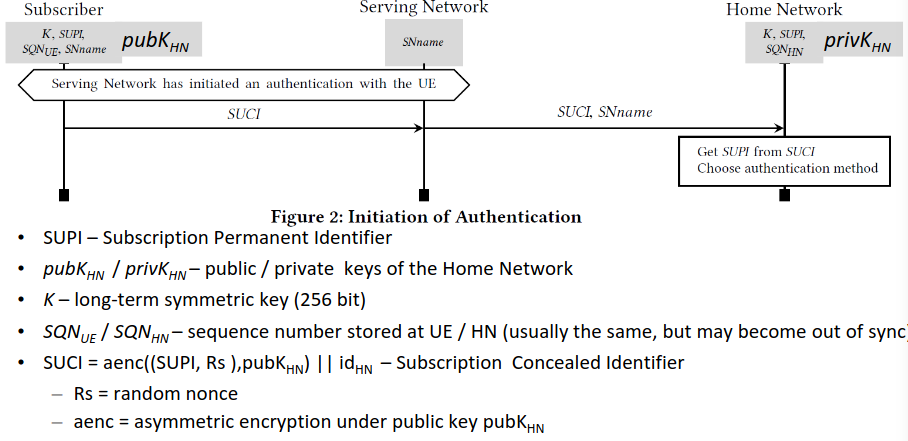 Subscriber
Serving Network
Home Network
K, SUPI,
SQN_UE, SNname
pubK_HN
SNname
K, SUPI,
SQN_HN
privK_HN
Serving Network has initiated an authentication with the UE
SUCI
SUCI, SNname
Get SUPI from SUCI
Choose authentication method
Figure 2: Initiation of Authentication
• SUPI – Subscription Permanent Identifier
• pubK_HN / privK_HN – public / private keys of the Home Network
• K – long-term symmetric key (256 bit)
• SQN_UE / SQN_HN – sequence number stored at UE / HN (usually the same, but may become out of sync)
• SUCI = aenc((SUPI, Rs ),pubK_HN) || id_HN – Subscription Concealed Identifier
– Rs = random nonce
– aenc = asymmetric encryption under public key pubK_HN